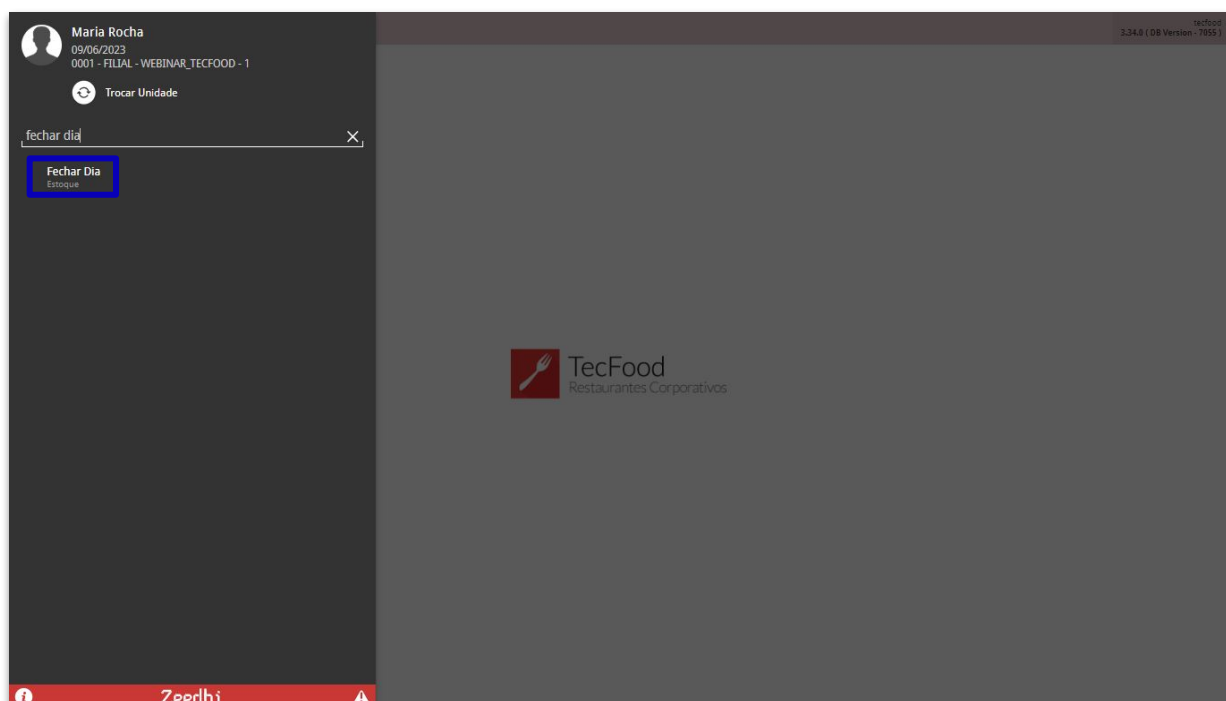 Maria Rocha
09/06/2023
0001 - FILIAL - WEBINAR_TECFOOD - 1
Trocar Unidade
fechar dia
Fechar Dia
Estoque
tecfood
3.34.0 ( DB Version - 7055 )
TecFood
Restaurantes Corporativos
Zeedhi